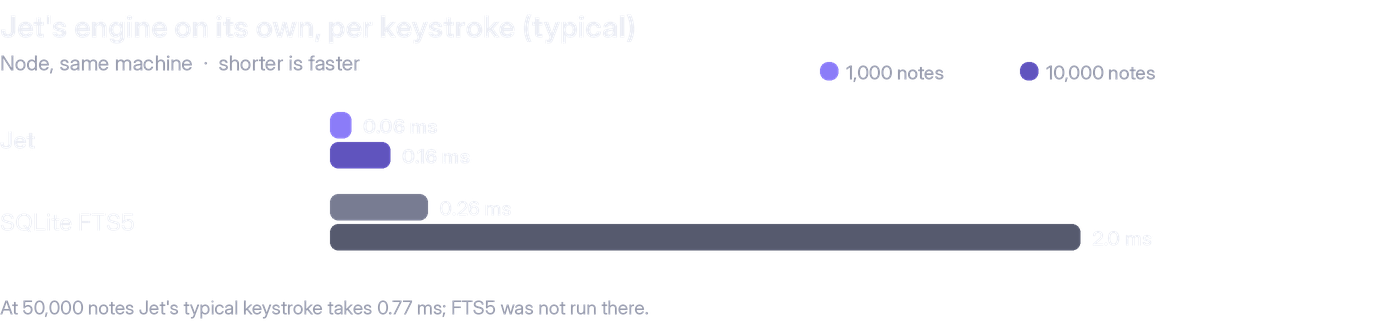 Jet's engine on its own, per keystroke (typical)
Node, same machine · shorter is faster
1,000 notes
10,000 notes
Jet
0.06 ms
0.16 ms
SQLite FTS5
0.26 ms
2.0 ms
At 50,000 notes Jet's typical keystroke takes 0.77 ms; FTS5 was not run there.